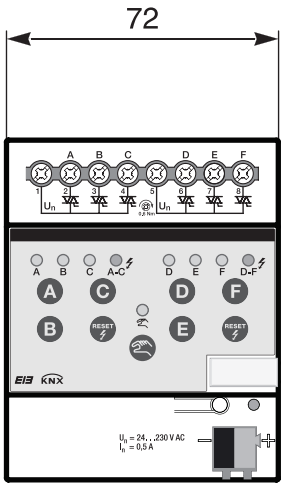 72
A B C D E F
1 2 3 4 5 6 7 8
Un Un
0,6 Nm
A B C A-C D E F D-F
A C D F
B RESET E RESET
EIB KNX
Un = 24...230 V AC
In = 0,5 A
− +